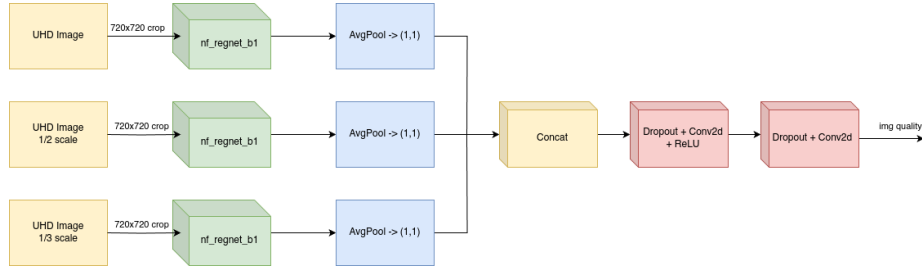 UHD Image
720x720 crop
nf_regnet_b1
AvgPool -> (1,1)
UHD Image
1/2 scale
720x720 crop
nf_regnet_b1
AvgPool -> (1,1)
Concat
Dropout + Conv2d
+ ReLU
Dropout + Conv2d
img quality
UHD Image
1/3 scale
720x720 crop
nf_regnet_b1
AvgPool -> (1,1)